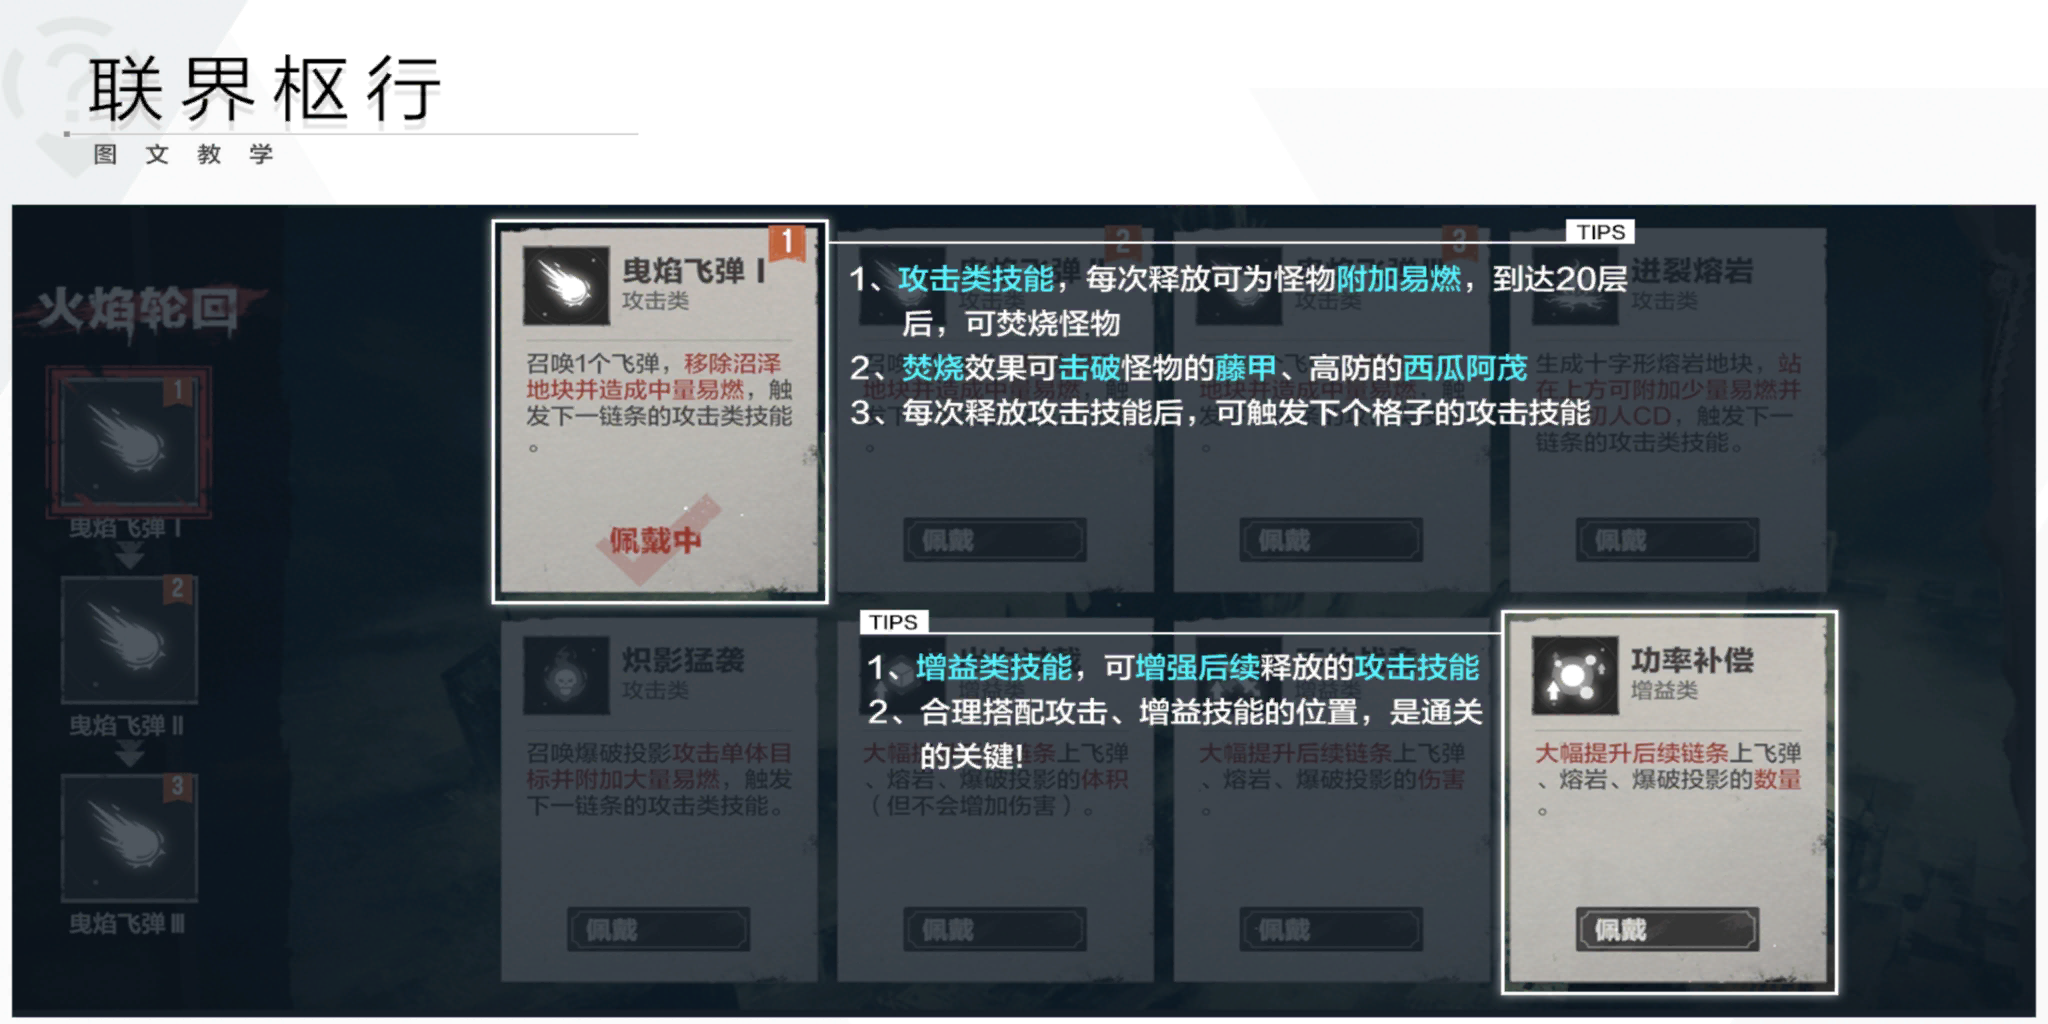 联界枢行
图文教学
火焰轮回
1
曳焰飞弹 I
2
曳焰飞弹 II
3
曳焰飞弹 III
1
曳焰飞弹 I
攻击类
召唤1个飞弹，移除沼泽
地块并造成中量易燃，触
发下一链条的攻击类技能
。
佩戴中
TIPS
1、攻击类技能，每次释放可为怪物附加易燃，到达20层
后，可焚烧怪物
2、焚烧效果可击破怪物的藤甲、高防的西瓜阿茂
3、每次释放攻击技能后，可触发下个格子的攻击技能
2
佩戴
3
佩戴
迸裂熔岩
攻击类
生成十字形熔岩地块，站
在上方可附加少量易燃并
刃人CD，触发下一
链条的攻击类技能。
佩戴
炽影猛袭
攻击类
召唤爆破投影攻击单体目
标并附加大量易燃，触发
下一链条的攻击类技能。
佩戴
TIPS
1、增益类技能，可增强后续释放的攻击技能
2、合理搭配攻击、增益技能的位置，是通关
的关键！
大幅提升后续链条上飞弹
、熔岩、爆破投影的体积
（但不会增加伤害）。
佩戴
大幅提升后续链条上飞弹
、熔岩、爆破投影的伤害
。
佩戴
功率补偿
增益类
大幅提升后续链条上飞弹
、熔岩、爆破投影的数量
。
佩戴